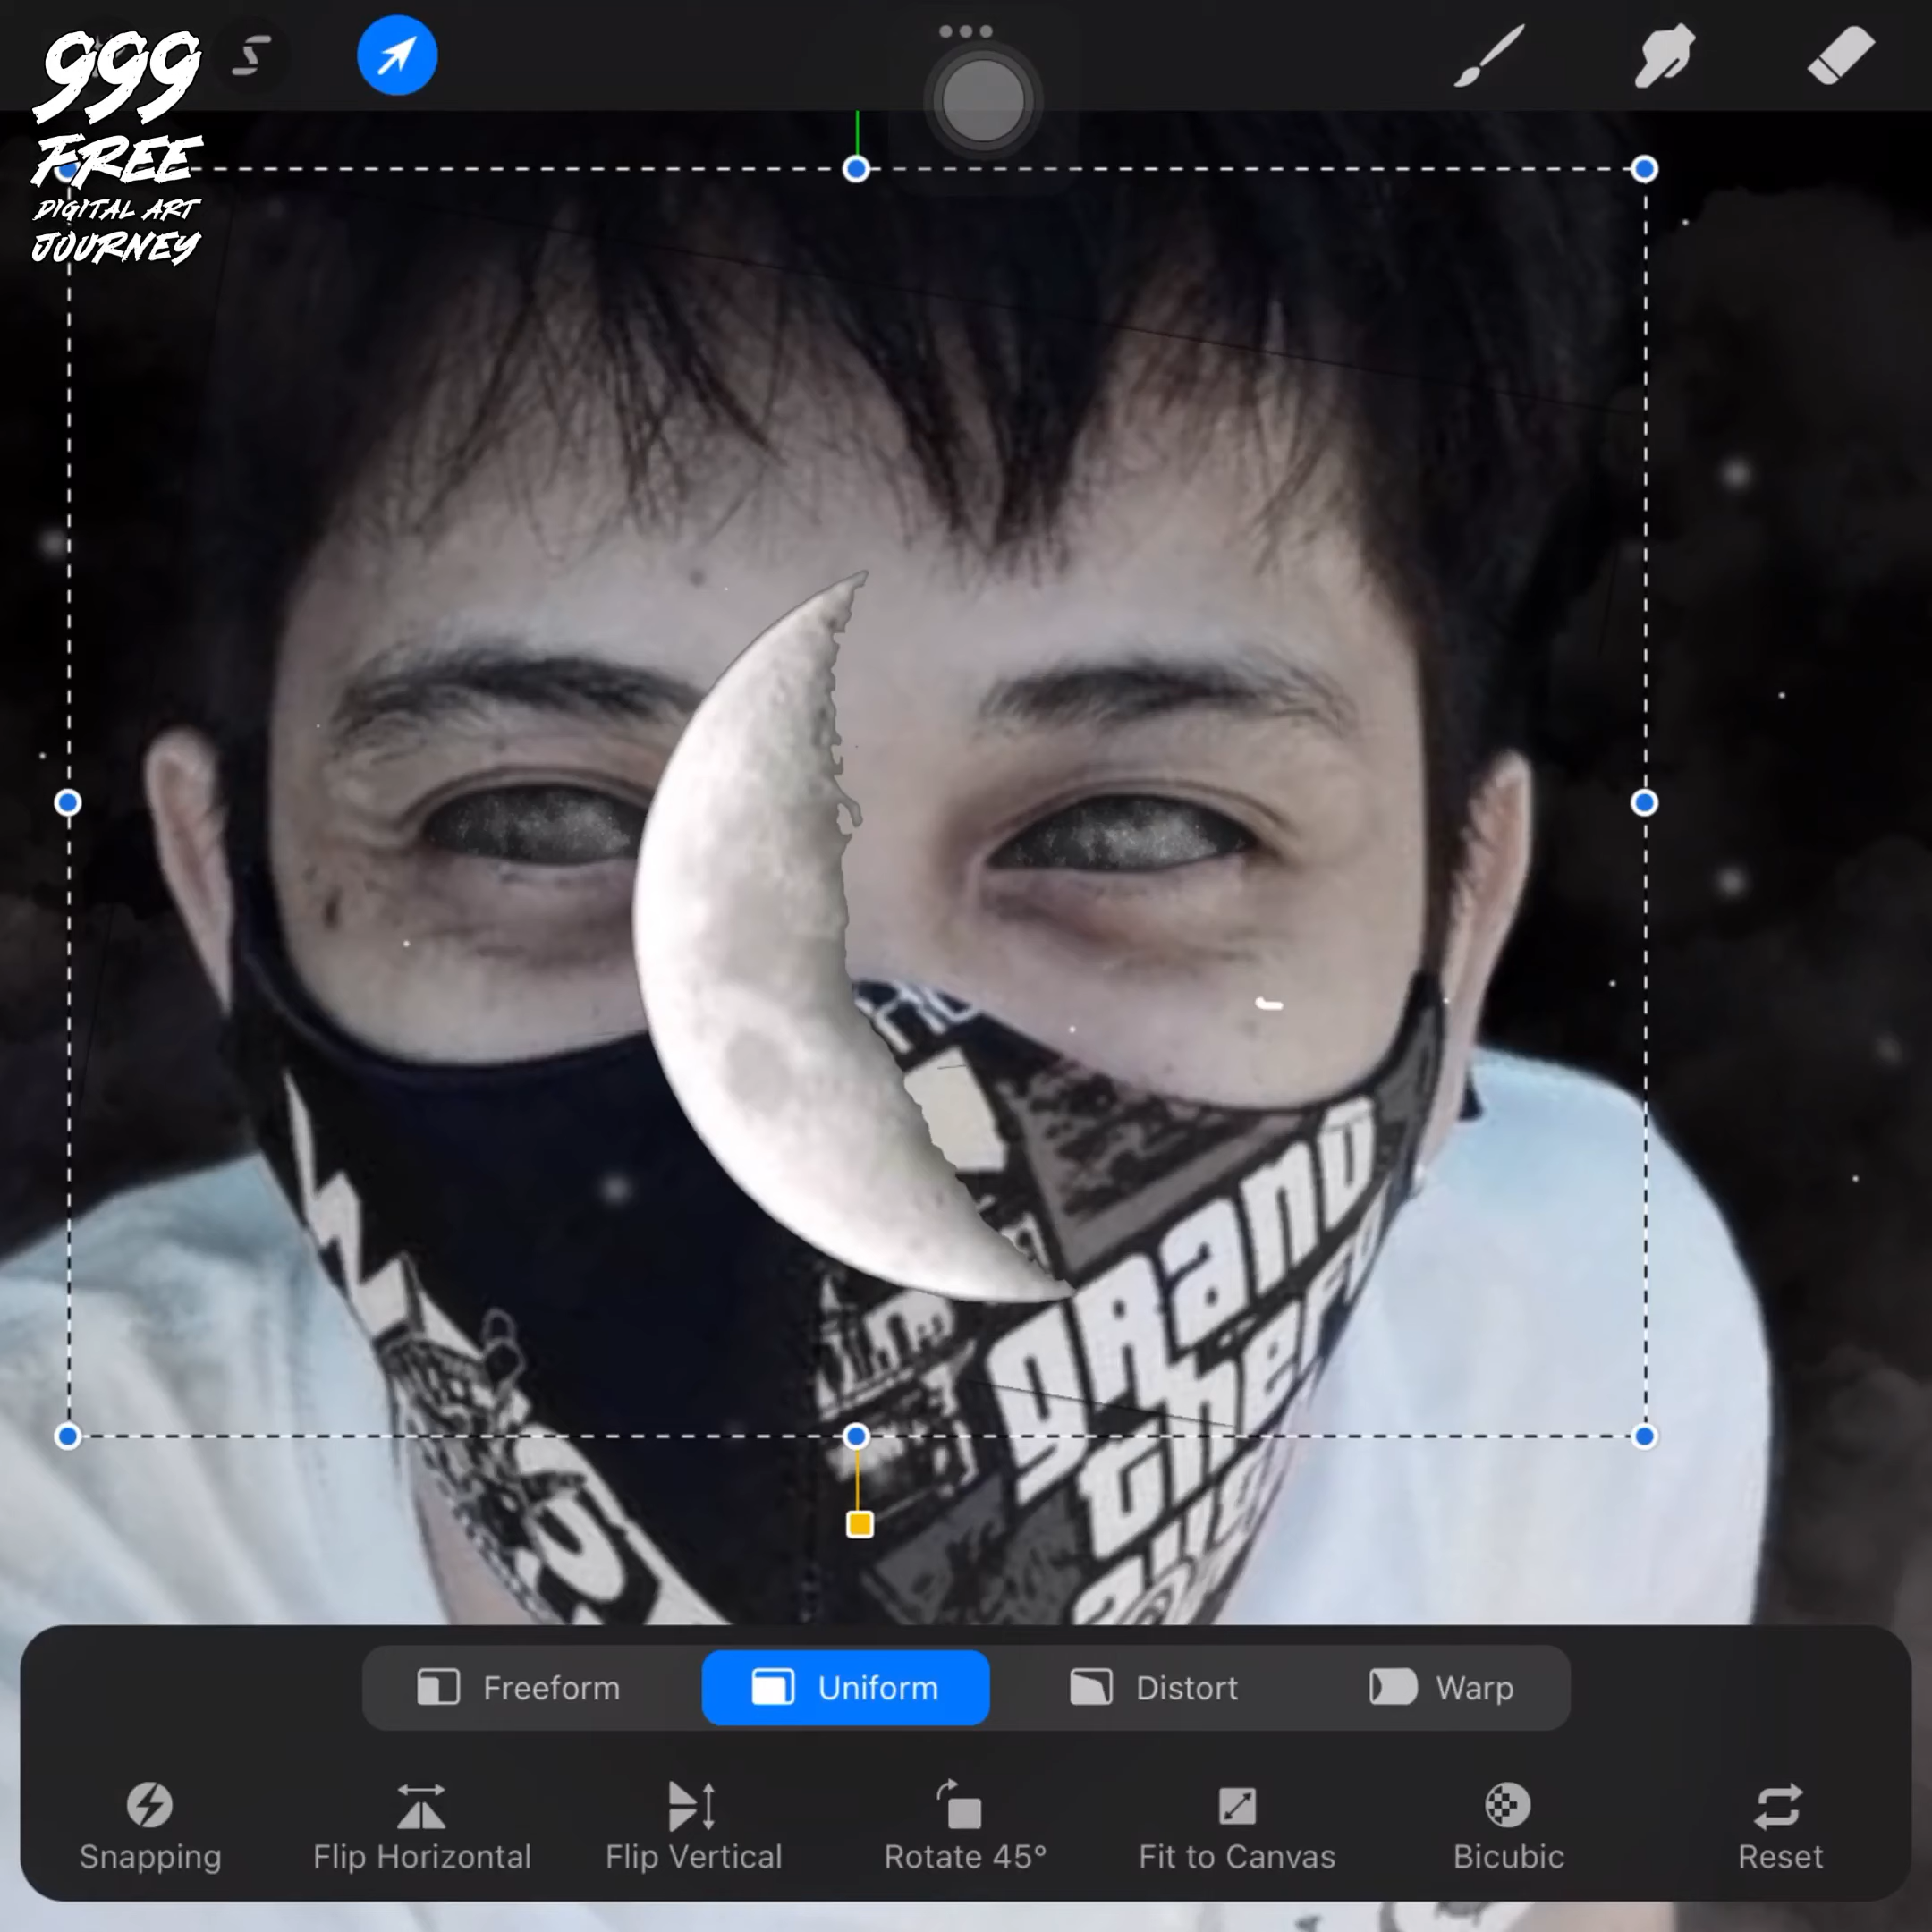 999
FREE
DIGITAL ART
JOURNEY
GRAND
THEFT
Freeform
Uniform
Distort
Warp
Snapping
Flip Horizontal
Flip Vertical
Rotate 45°
Fit to Canvas
Bicubic
Reset